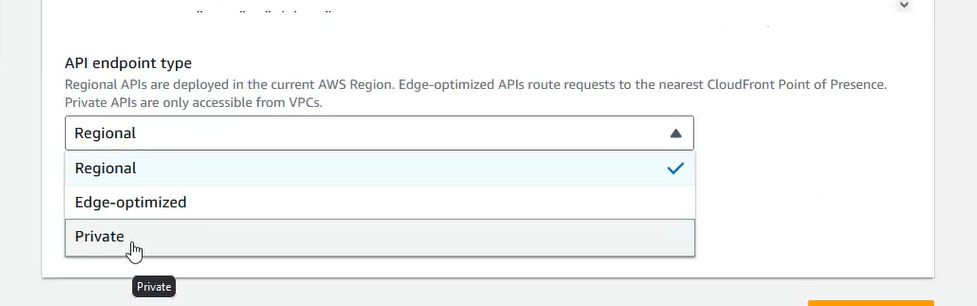 API endpoint type
Regional APIs are deployed in the current AWS Region. Edge-optimized APIs route requests to the nearest CloudFront Point of Presence.
Private APIs are only accessible from VPCs.
Regional
Regional
Edge-optimized
Private
Private